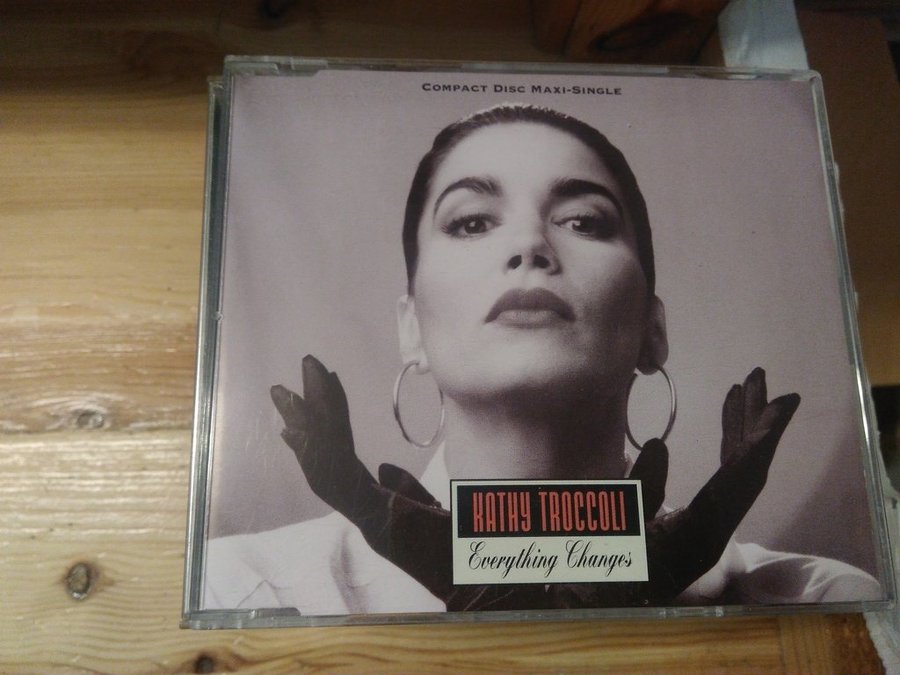 COMPACT DISC MAXI-SINGLE
KATHY TROCCOLI
Everything Changes